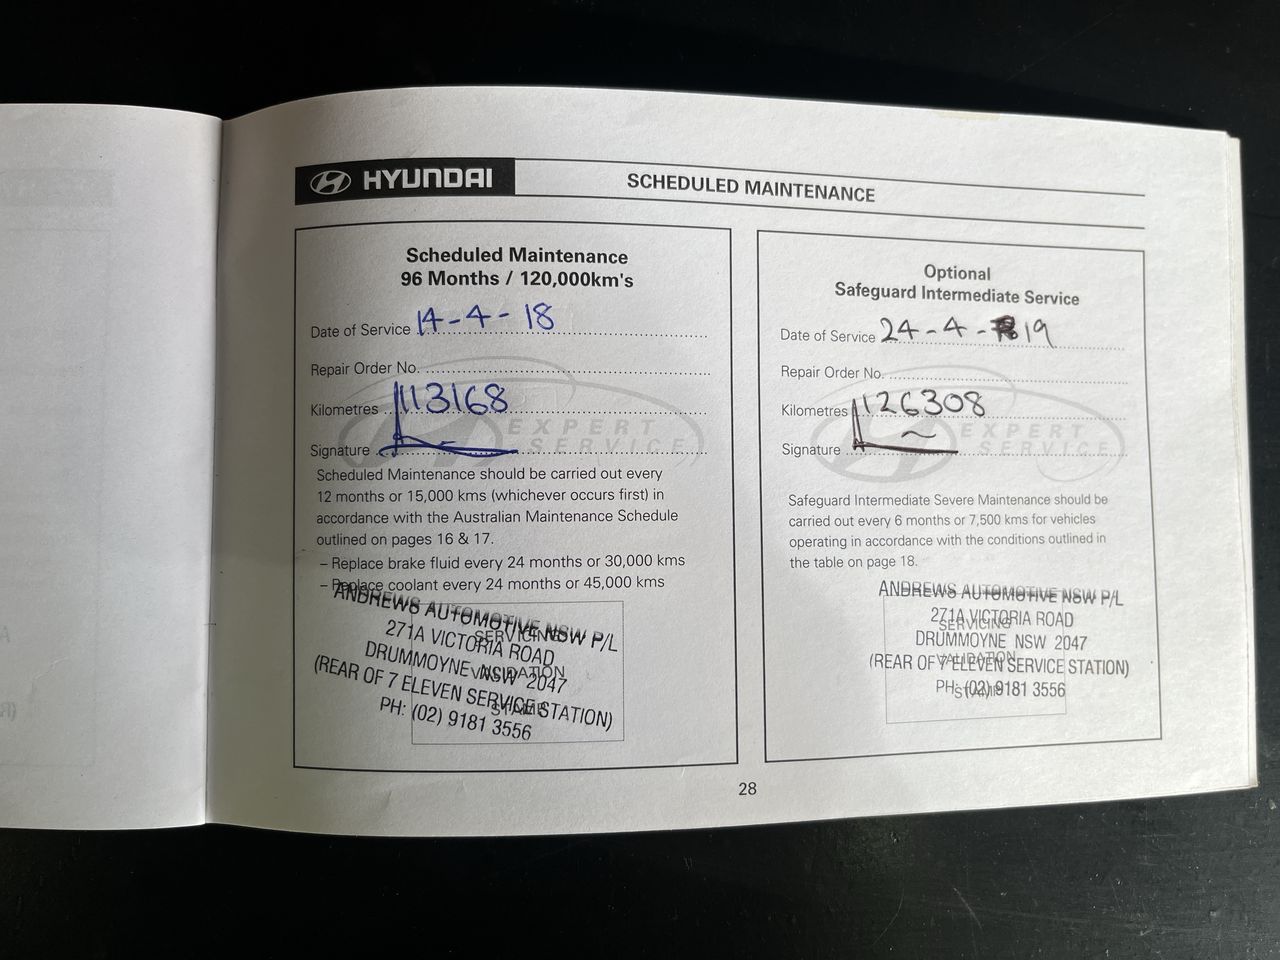 HYUNDAI
SCHEDULED MAINTENANCE
Scheduled Maintenance
96 Months / 120,000km's
Date of Service 14-4-18
Repair Order No.
Kilometres 113168
EXPERT
SERVICE
Signature
Scheduled Maintenance should be carried out every
12 months or 15,000 kms (whichever occurs first) in
accordance with the Australian Maintenance Schedule
outlined on pages 16 & 17.
– Replace brake fluid every 24 months or 30,000 kms
– Replace coolant every 24 months or 45,000 kms
SERVICING
VALIDATION
STAMP
ANDREWS AUTOMOTIVE NSW P/L
271A VICTORIA ROAD
DRUMMOYNE NSW 2047
(REAR OF 7 ELEVEN SERVICE STATION)
PH: (02) 9181 3556
Optional
Safeguard Intermediate Service
Date of Service 24-4-19
Repair Order No.
Kilometres 126308
EXPERT
SERVICE
Signature
Safeguard Intermediate Severe Maintenance should be
carried out every 6 months or 7,500 kms for vehicles
operating in accordance with the conditions outlined in
the table on page 18.
SERVICING
VALIDATION
STAMP
ANDREWS AUTOMOTIVE NSW P/L
271A VICTORIA ROAD
DRUMMOYNE NSW 2047
(REAR OF 7 ELEVEN SERVICE STATION)
PH: (02) 9181 3556
28